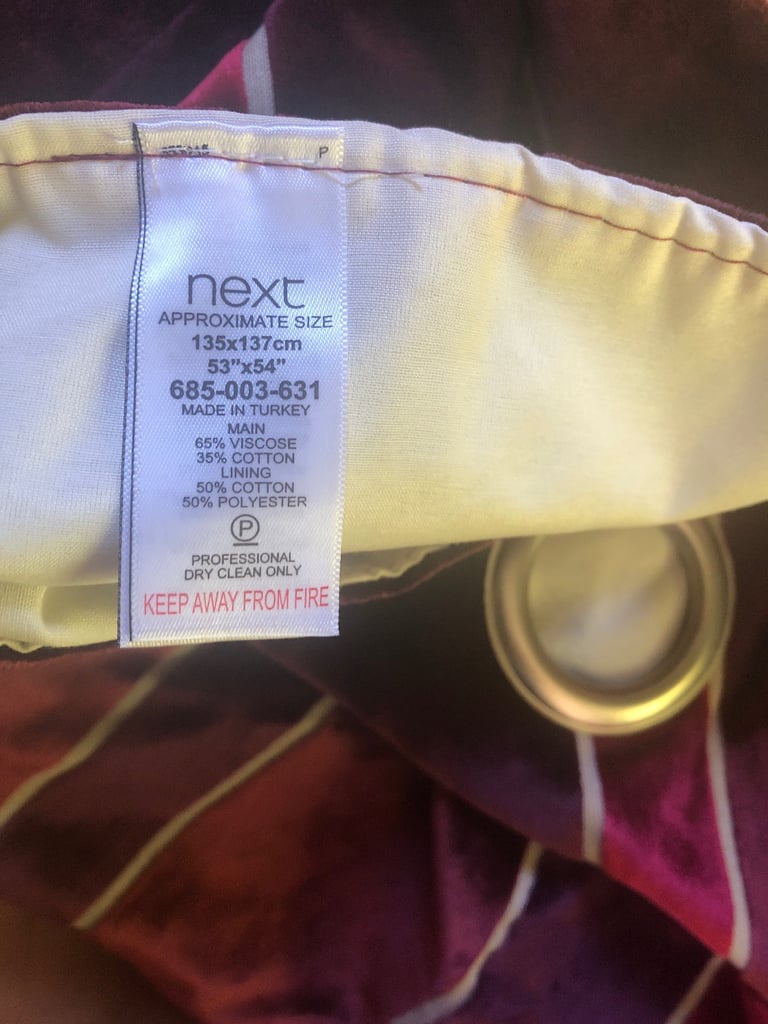 P
next
APPROXIMATE SIZE
135x137cm
53"x54"
685-003-631
MADE IN TURKEY
MAIN
65% VISCOSE
35% COTTON
LINING
50% COTTON
50% POLYESTER
P
PROFESSIONAL
DRY CLEAN ONLY
KEEP AWAY FROM FIRE